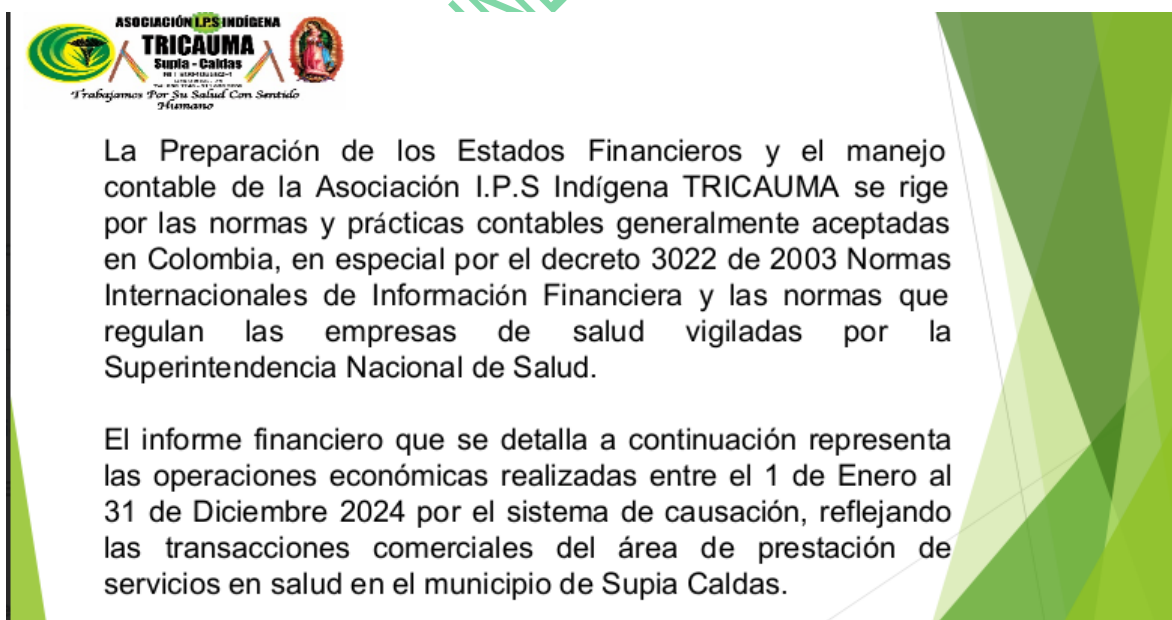 ASOCIACIÓN I.P.S INDÍGENA
TRICAUMA
Supia - Caldas
Trabajamos Por Su Salud Con Sentido
Humano
La Preparación de los Estados Financieros y el manejo
contable de la Asociación I.P.S Indígena TRICAUMA se rige
por las normas y prácticas contables generalmente aceptadas
en Colombia, en especial por el decreto 3022 de 2003 Normas
Internacionales de Información Financiera y las normas que
regulan las empresas de salud vigiladas por la
Superintendencia Nacional de Salud.
El informe financiero que se detalla a continuación representa
las operaciones económicas realizadas entre el 1 de Enero al
31 de Diciembre 2024 por el sistema de causación, reflejando
las transacciones comerciales del área de prestación de
servicios en salud en el municipio de Supia Caldas.